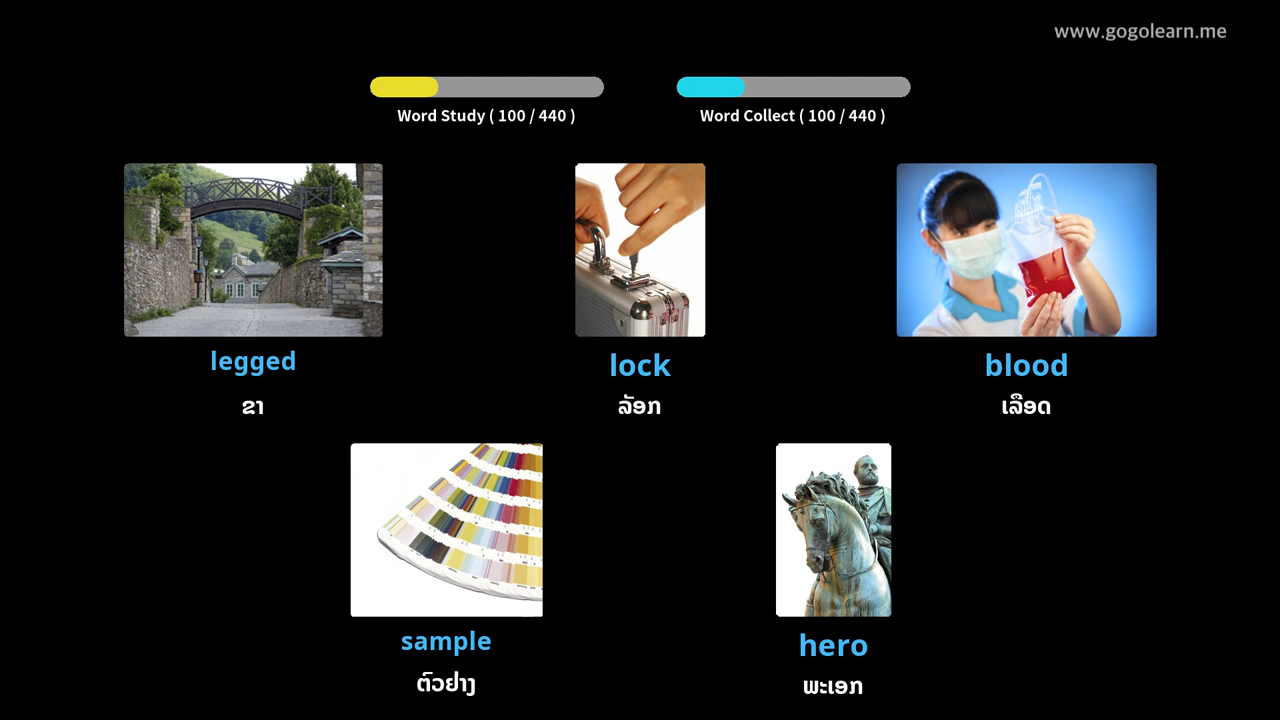 www.gogolearn.me
Word Study ( 100 / 440 )
Word Collect ( 100 / 440 )
legged
lock
blood
ຂາ
ລັອກ
ເລືອດ
sample
hero
ຕົວຢ່າງ
ພະເອກ